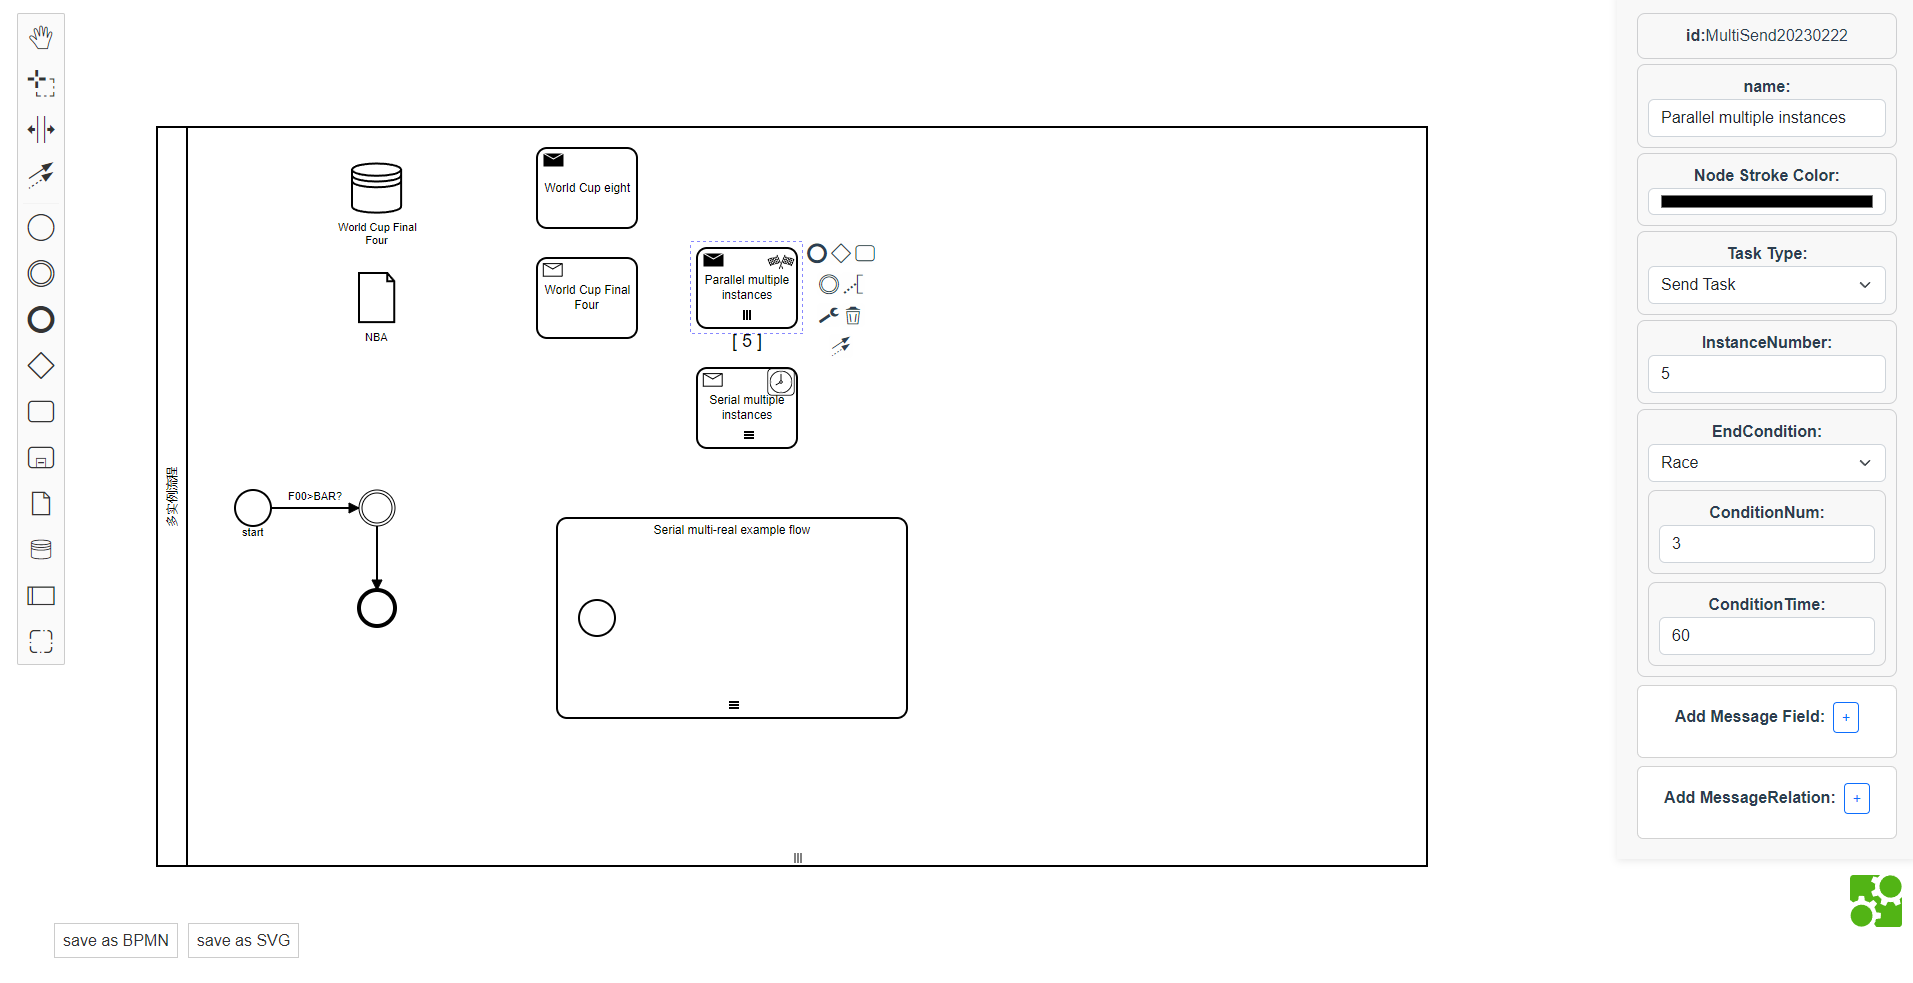 World Cup eight
World Cup Final
Four
World Cup Final
Four
NBA
Parallel multiple
instances
[ 5 ]
Serial multiple
instances
多实例流程
F00>BAR?
start
Serial multi-real example flow
save as BPMN
save as SVG
id:MultiSend20230222
name:
Parallel multiple instances
Node Stroke Color:
Task Type:
Send Task
InstanceNumber:
5
EndCondition:
Race
ConditionNum:
3
ConditionTime:
60
Add Message Field: +
Add MessageRelation: +